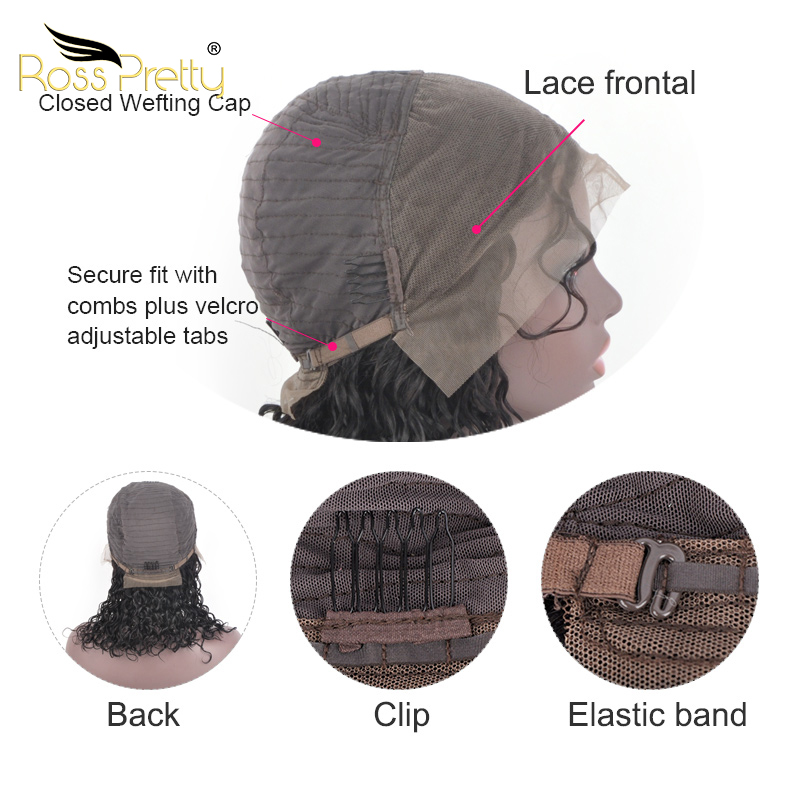 Ross Pretty®
Closed Wefting Cap
Lace frontal
Secure fit with
combs plus velcro
adjustable tabs
Back
Clip
Elastic band